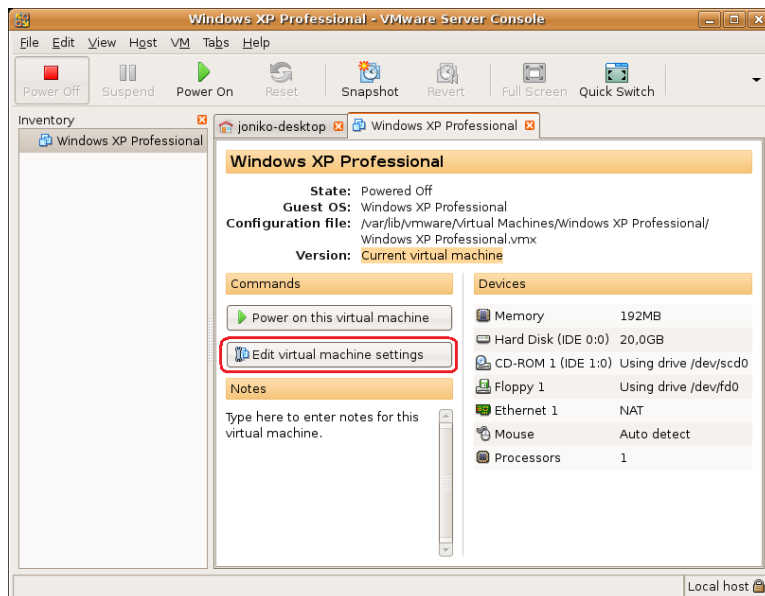 Windows XP Professional - VMware Server Console
File Edit View Host VM Tabs Help
Power Off Suspend Power On Reset Snapshot Revert Full Screen Quick Switch
Inventory
Windows XP Professional
joniko-desktop Windows XP Professional
Windows XP Professional
State: Powered Off
Guest OS: Windows XP Professional
Configuration file: /var/lib/vmware/Virtual Machines/Windows XP Professional/
Windows XP Professional.vmx
Version: Current virtual machine
Commands
Power on this virtual machine
Edit virtual machine settings
Notes
Type here to enter notes for this
virtual machine.
Devices
Memory 192MB
Hard Disk (IDE 0:0) 20,0GB
CD-ROM 1 (IDE 1:0) Using drive /dev/scd0
Floppy 1 Using drive /dev/fd0
Ethernet 1 NAT
Mouse Auto detect
Processors 1
Local host